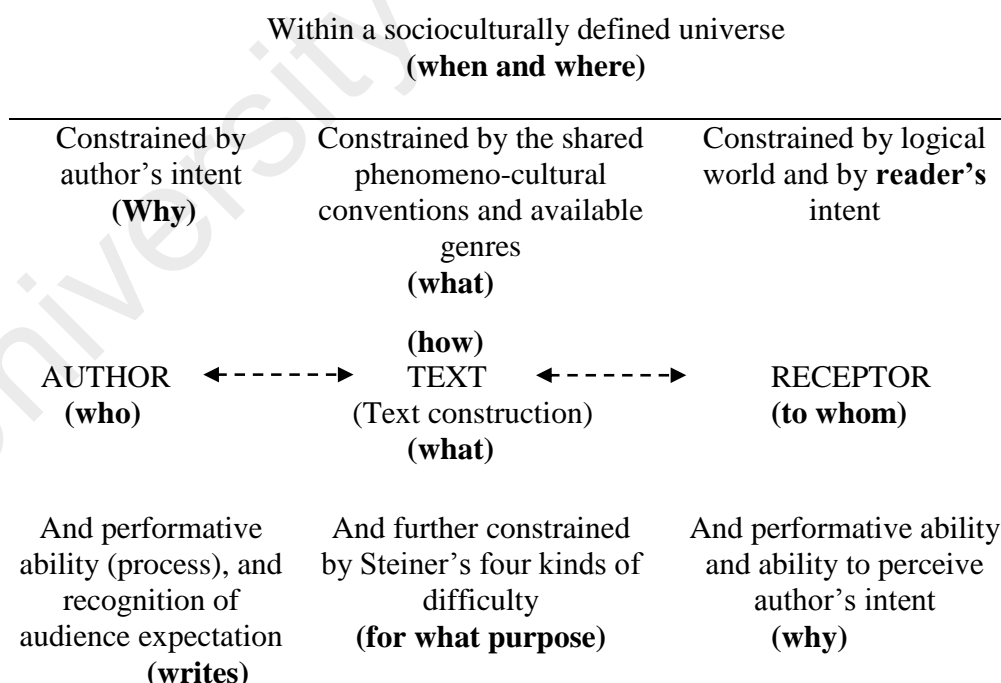 Within a socioculturally defined universe
(when and where)
Constrained by
author's intent
(Why)
Constrained by the shared
phenomeno-cultural
conventions and available
genres
(what)
Constrained by logical
world and by reader's
intent
AUTHOR
(who)
(how)
TEXT
(Text construction)
(what)
RECEPTOR
(to whom)
And performative
ability (process), and
recognition of
audience expectation
(writes)
And further constrained
by Steiner's four kinds of
difficulty
(for what purpose)
And performative ability
and ability to perceive
author's intent
(why)
University